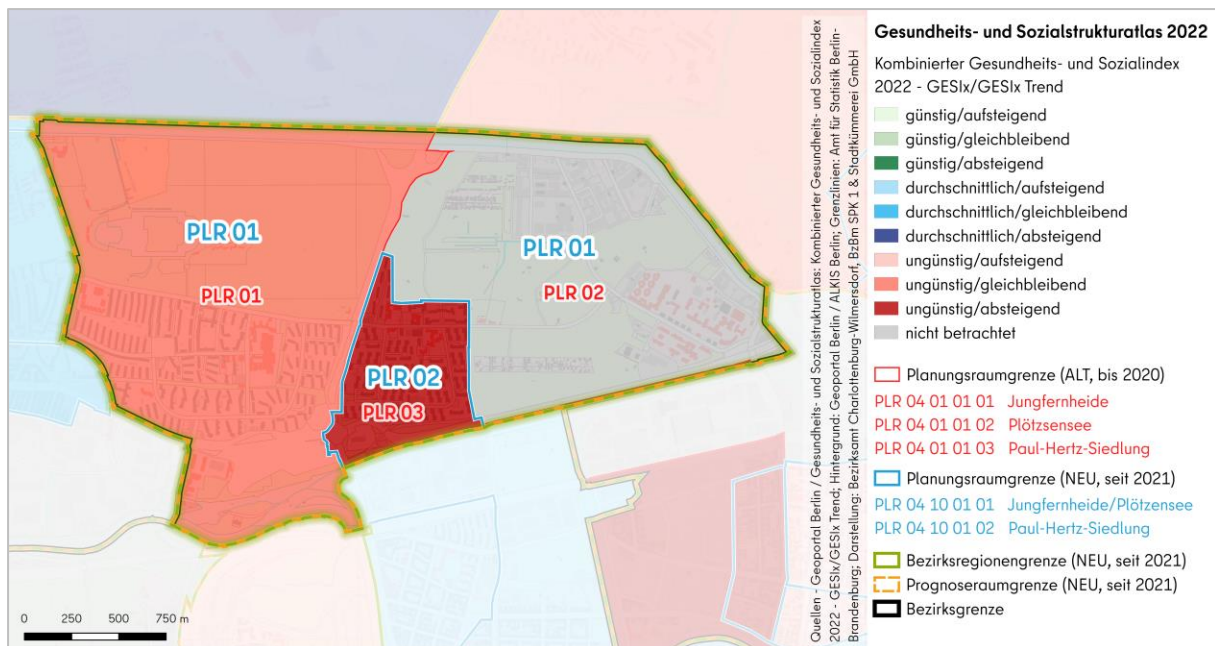 PLR 01
PLR 01
PLR 01
PLR 02
PLR 02
PLR 03
0 250 500 750 m
Quellen - Geoportal Berlin / Gesundheits- und Sozialstrukturatlas: Kombinierter Gesundheits- und Sozialindex
2022 - GESIx/GESIx Trend; Hintergrund: Geoportal Berlin / ALKIS Berlin; Grenzlinien: Amt für Statistik Berlin-
Brandenburg; Darstellung: Bezirksamt Charlottenburg-Wilmersdorf, BzBm SPK 1 & Stadtkümmerei GmbH
Gesundheits- und Sozialstrukturatlas 2022
Kombinierter Gesundheits- und Sozialindex
2022 - GESIx/GESIx Trend
günstig/aufsteigend
günstig/gleichbleibend
günstig/absteigend
durchschnittlich/aufsteigend
durchschnittlich/gleichbleibend
durchschnittlich/absteigend
ungünstig/aufsteigend
ungünstig/gleichbleibend
ungünstig/absteigend
nicht betrachtet
Planungsraumgrenze (ALT, bis 2020)
PLR 04 01 01 01 Jungfernheide
PLR 04 01 01 02 Plötzensee
PLR 04 01 01 03 Paul-Hertz-Siedlung
Planungsraumgrenze (NEU, seit 2021)
PLR 04 10 01 01 Jungfernheide/Plötzensee
PLR 04 10 01 02 Paul-Hertz-Siedlung
Bezirksregionengrenze (NEU, seit 2021)
Prognoseraumgrenze (NEU, seit 2021)
Bezirksgrenze